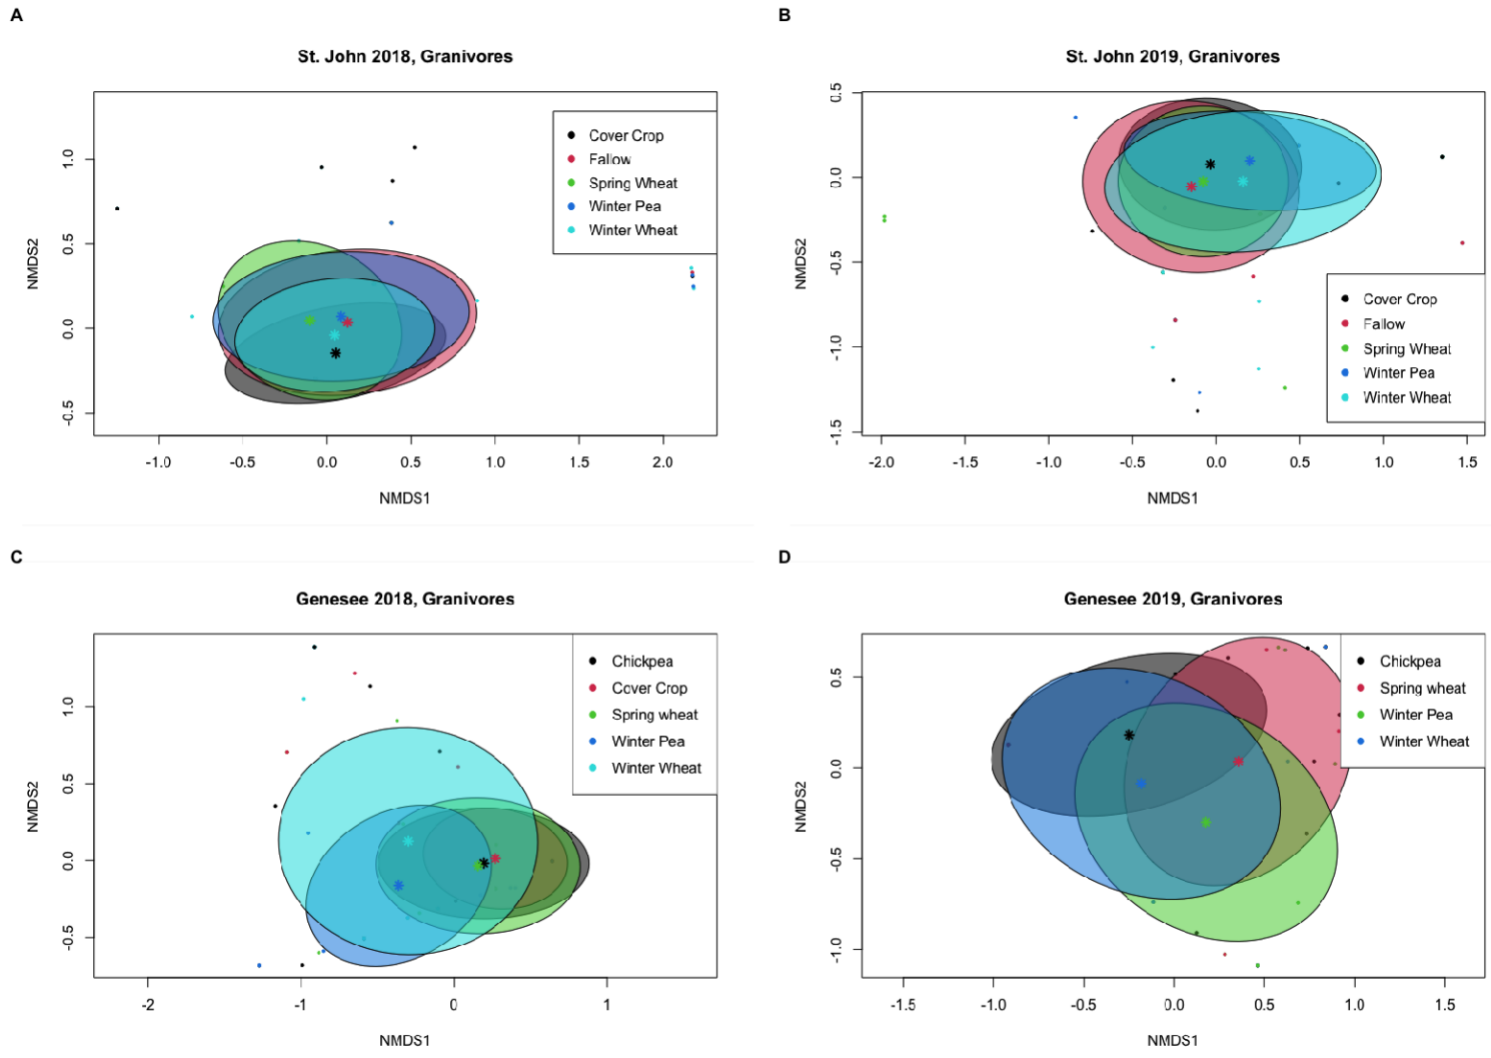 A
St. John 2018, Granivores
NMDS2
1.0
0.5
0.0
-0.5
Cover Crop
Fallow
Spring Wheat
Winter Pea
Winter Wheat
-1.0 -0.5 0.0 0.5 1.0 1.5 2.0
NMDS1
B
St. John 2019, Granivores
NMDS2
0.5
0.0
-0.5
-1.0
-1.5
Cover Crop
Fallow
Spring Wheat
Winter Pea
Winter Wheat
-2.0 -1.5 -1.0 -0.5 0.0 0.5 1.0 1.5
NMDS1
C
Genesee 2018, Granivores
NMDS2
1.0
0.5
0.0
-0.5
Chickpea
Cover Crop
Spring wheat
Winter Pea
Winter Wheat
-2 -1 0 1
NMDS1
D
Genesee 2019, Granivores
NMDS2
0.5
0.0
-0.5
-1.0
Chickpea
Spring wheat
Winter Pea
Winter Wheat
-1.5 -1.0 -0.5 0.0 0.5 1.0 1.5
NMDS1